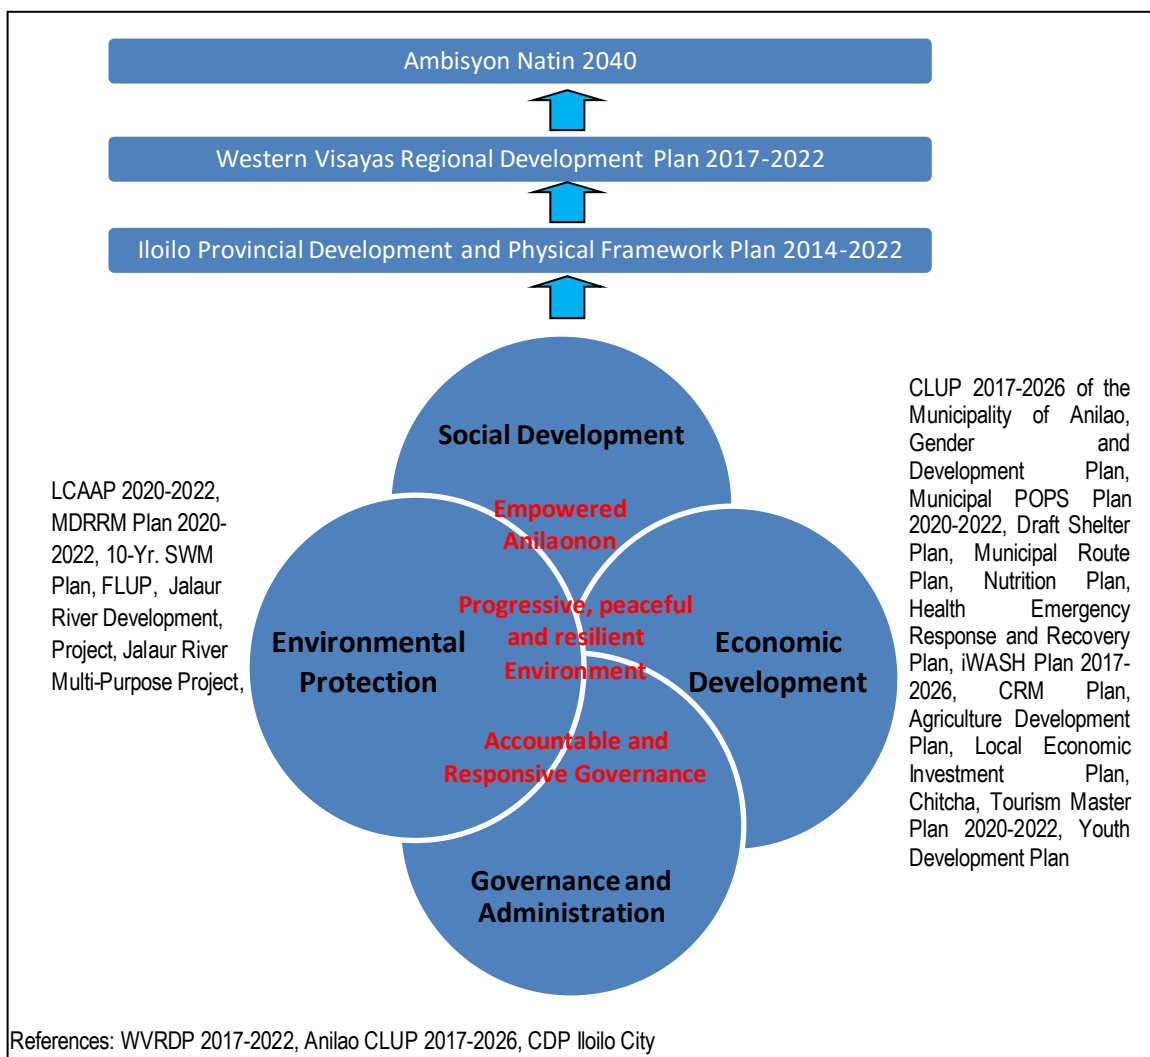 Ambisyon Natin 2040
Western Visayas Regional Development Plan 2017-2022
Iloilo Provincial Development and Physical Framework Plan 2014-2022
Social Development
Empowered
Anilaonon
Progressive, peaceful
and resilient
Environment
Environmental
Protection
Economic
Development
Accountable and
Responsive Governance
Governance and
Administration
LCAAP 2020-2022,
MDRRM Plan 2020-
2022, 10-Yr. SWM
Plan, FLUP, Jalaur
River Development,
Project, Jalaur River
Multi-Purpose Project,
CLUP 2017-2026 of the
Municipality of Anilao,
Gender and
Development Plan,
Municipal POPS Plan
2020-2022, Draft Shelter
Plan, Municipal Route
Plan, Nutrition Plan,
Health Emergency
Response and Recovery
Plan, iWASH Plan 2017-
2026, CRM Plan,
Agriculture Development
Plan, Local Economic
Investment Plan,
Chitcha, Tourism Master
Plan 2020-2022, Youth
Development Plan
References: WVRDP 2017-2022, Anilao CLUP 2017-2026, CDP Iloilo City